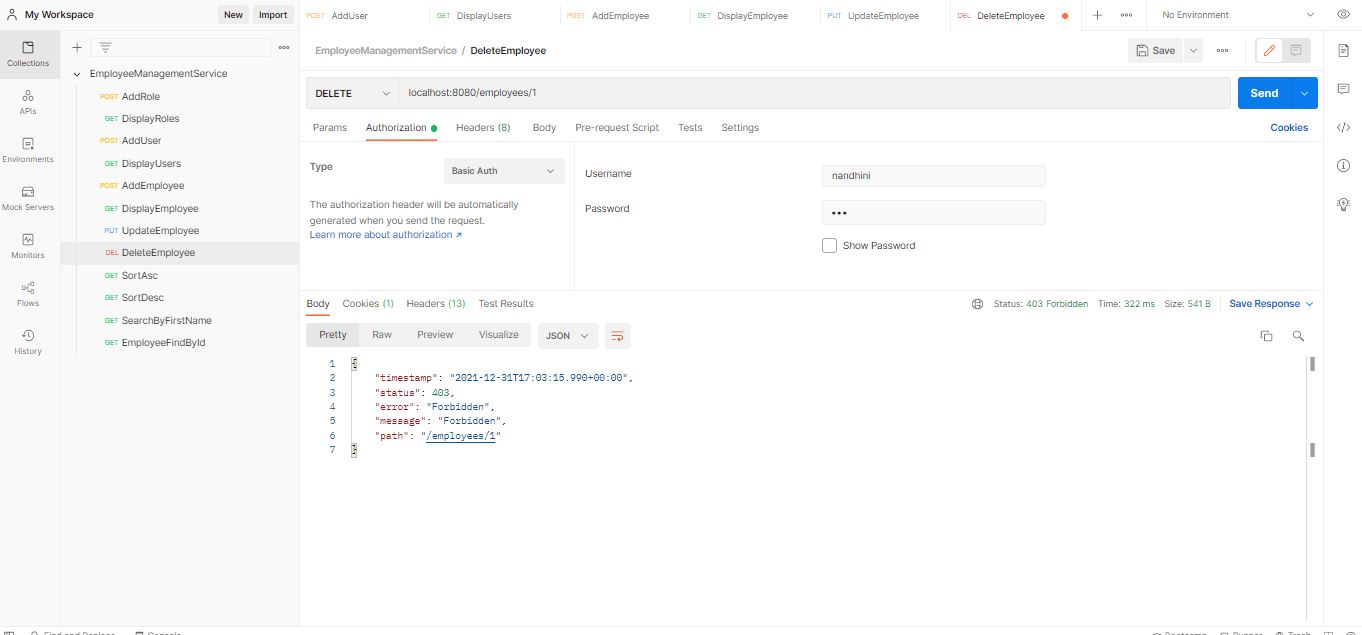 My Workspace
New
Import
POST AddUser
GET DisplayUsers
POST AddEmployee
GET DisplayEmployee
PUT UpdateEmployee
DEL DeleteEmployee
No Environment
Collections
APIs
Environments
Mock Servers
Monitors
Flows
History
EmployeeManagementService
POST AddRole
GET DisplayRoles
POST AddUser
GET DisplayUsers
POST AddEmployee
GET DisplayEmployee
PUT UpdateEmployee
DEL DeleteEmployee
GET SortAsc
GET SortDesc
GET SearchByFirstName
GET EmployeeFindById
EmployeeManagementService / DeleteEmployee
Save
DELETE
localhost:8080/employees/1
Send
Params
Authorization
Headers (8)
Body
Pre-request Script
Tests
Settings
Cookies
Type
Basic Auth
The authorization header will be automatically
generated when you send the request.
Learn more about authorization ↗
Username
nandhini
Password
•••
Show Password
Body
Cookies (1)
Headers (13)
Test Results
Status: 403 Forbidden
Time: 322 ms
Size: 541 B
Save Response
Pretty
Raw
Preview
Visualize
JSON
1 {
2 "timestamp": "2021-12-31T17:03:15.990+00:00",
3 "status": 403,
4 "error": "Forbidden",
5 "message": "Forbidden",
6 "path": "/employees/1"
7 }
Find and Replace
Console
Bootcamp
Runner
Trash